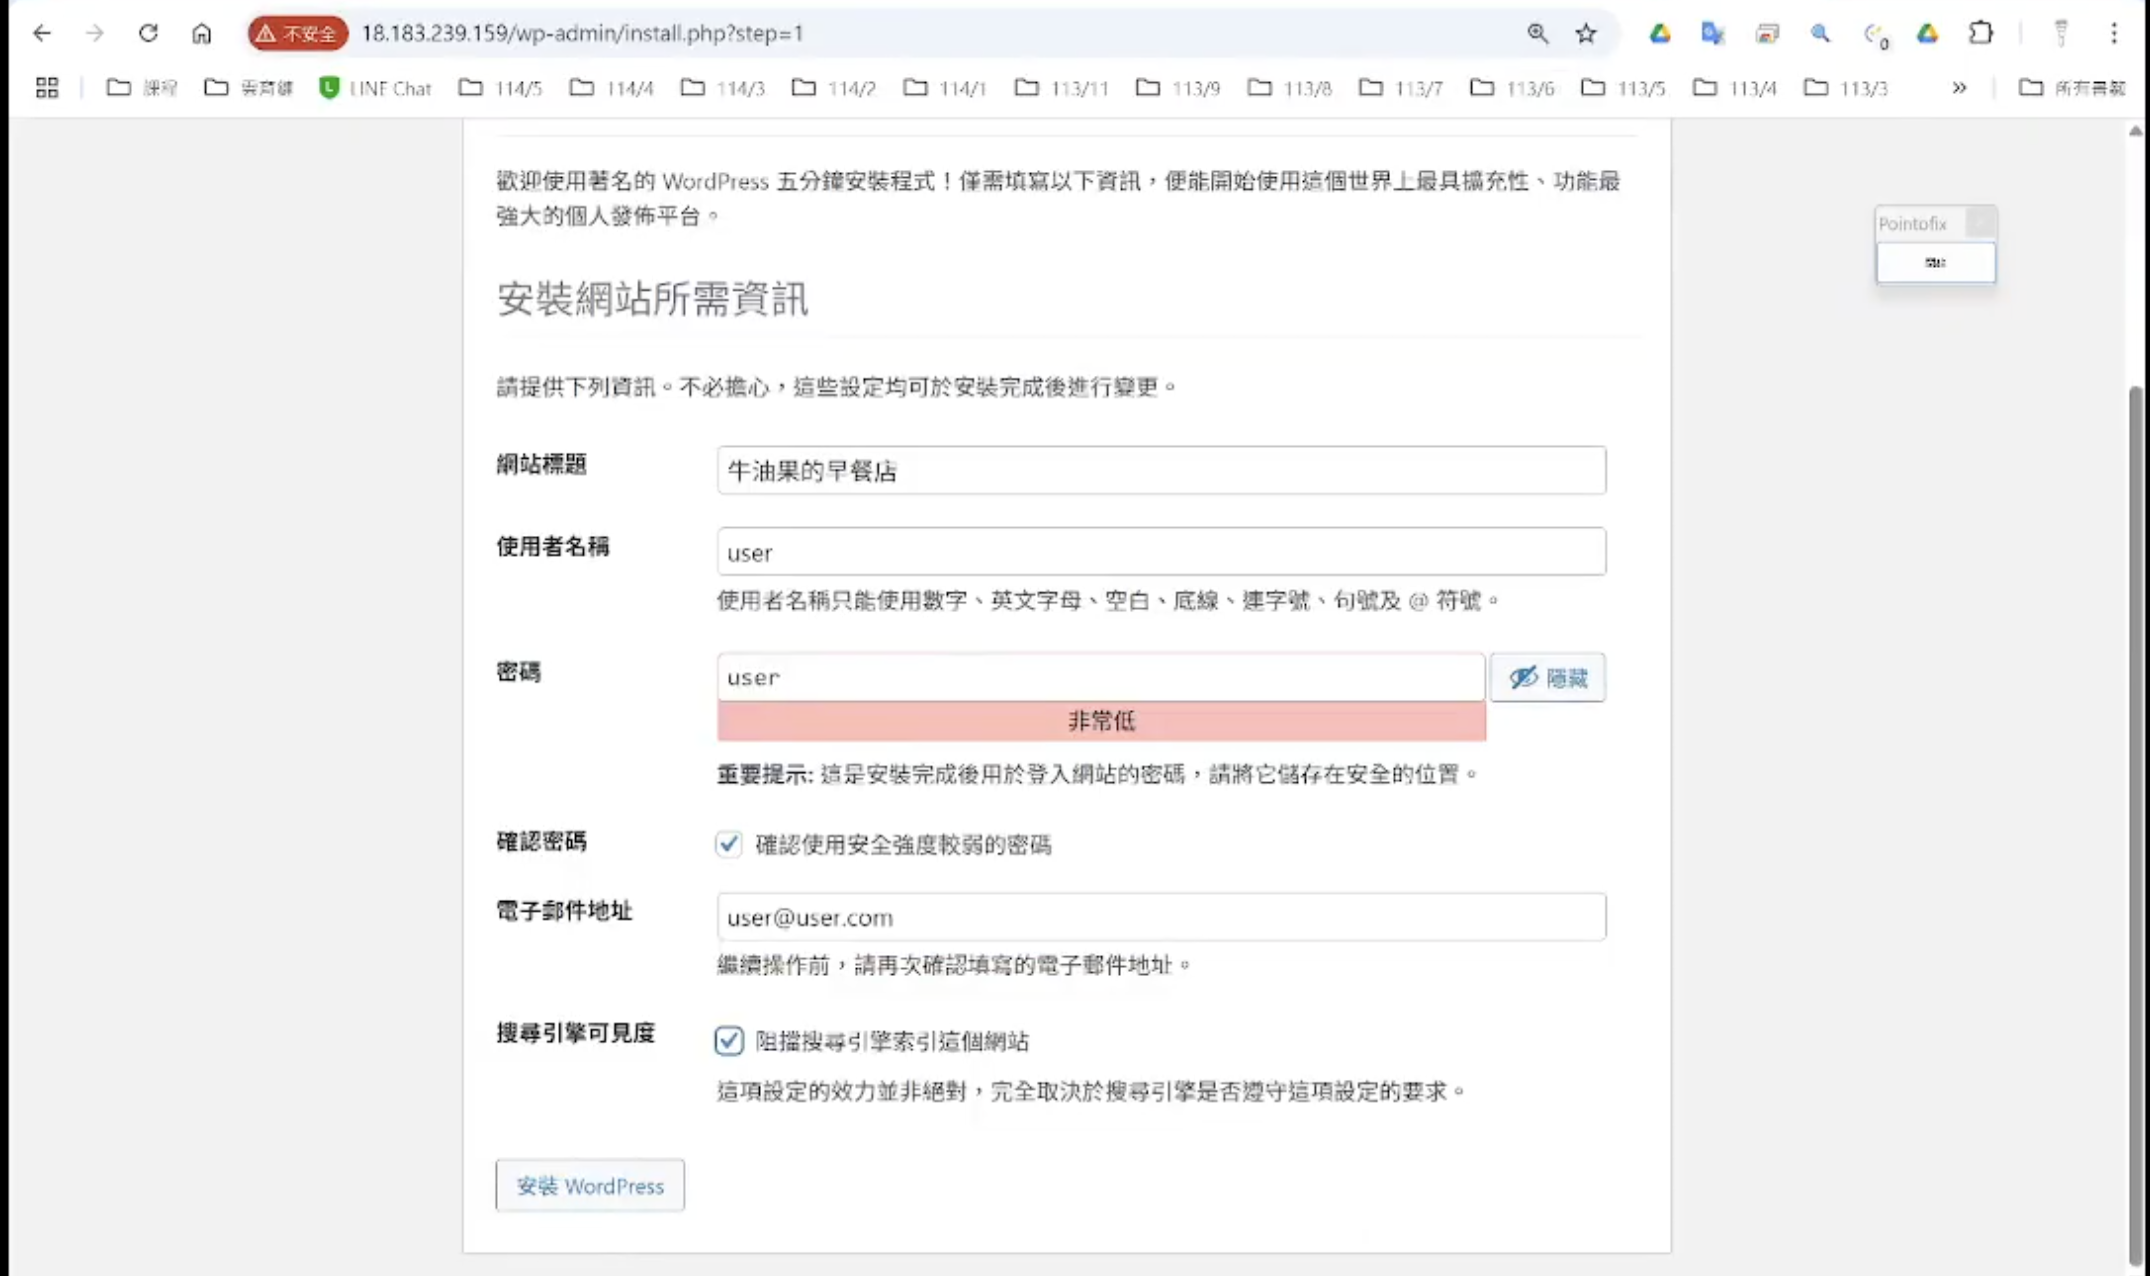 不安全 18.183.239.159/wp-admin/install.php?step=1
課程 雲育鏈 LINE Chat 114/5 114/4 114/3 114/2 114/1 113/11 113/9 113/8 113/7 113/6 113/5 113/4 113/3 » 所有書籤
歡迎使用著名的 WordPress 五分鐘安裝程式！僅需填寫以下資訊，便能開始使用這個世界上最具擴充性、功能最
強大的個人發佈平台。
Pointofix
安裝網站所需資訊
請提供下列資訊。不必擔心，這些設定均可於安裝完成後進行變更。
網站標題 牛油果的早餐店
使用者名稱 user
使用者名稱只能使用數字、英文字母、空白、底線、連字號、句號及 @ 符號。
密碼 user 隱藏
非常低
重要提示: 這是安裝完成後用於登入網站的密碼，請將它儲存在安全的位置。
確認密碼 確認使用安全強度較弱的密碼
電子郵件地址 user@user.com
繼續操作前，請再次確認填寫的電子郵件地址。
搜尋引擎可見度 阻擋搜尋引擎索引這個網站
這項設定的效力並非絕對，完全取決於搜尋引擎是否遵守這項設定的要求。
安裝 WordPress